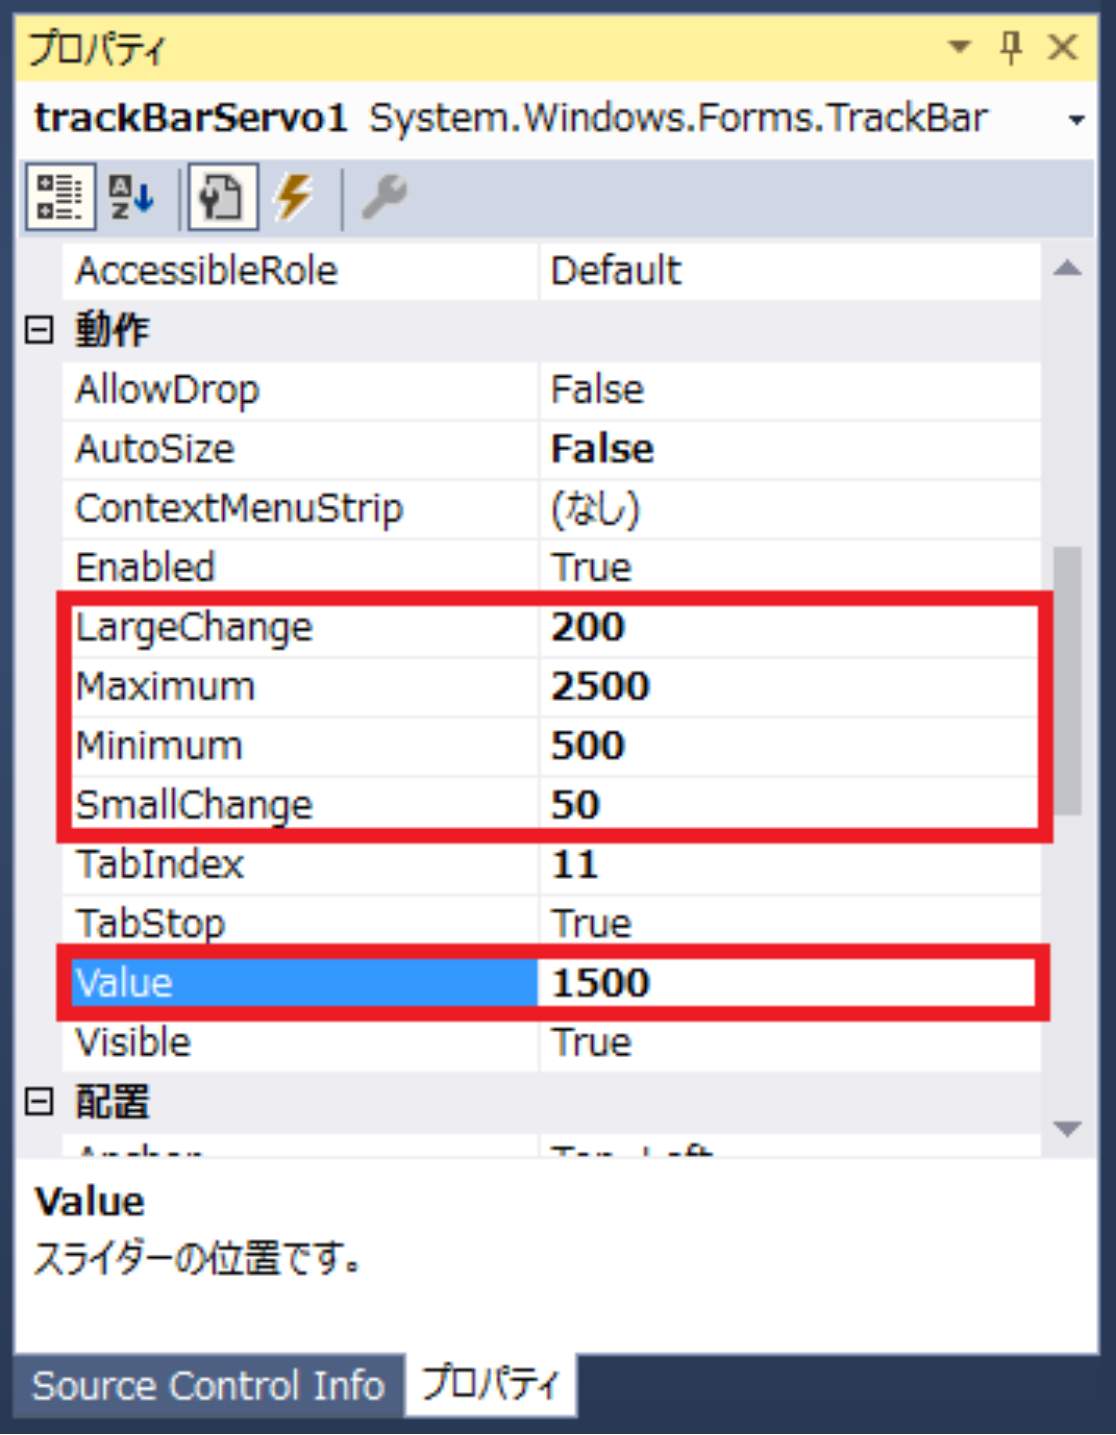 プロパティ
trackBarServo1 System.Windows.Forms.TrackBar
AccessibleRole Default
動作
AllowDrop False
AutoSize False
ContextMenuStrip (なし)
Enabled True
LargeChange 200
Maximum 2500
Minimum 500
SmallChange 50
TabIndex 11
TabStop True
Value 1500
Visible True
配置
Anchor Top, Left
Value
スライダーの位置です。
Source Control Info プロパティ